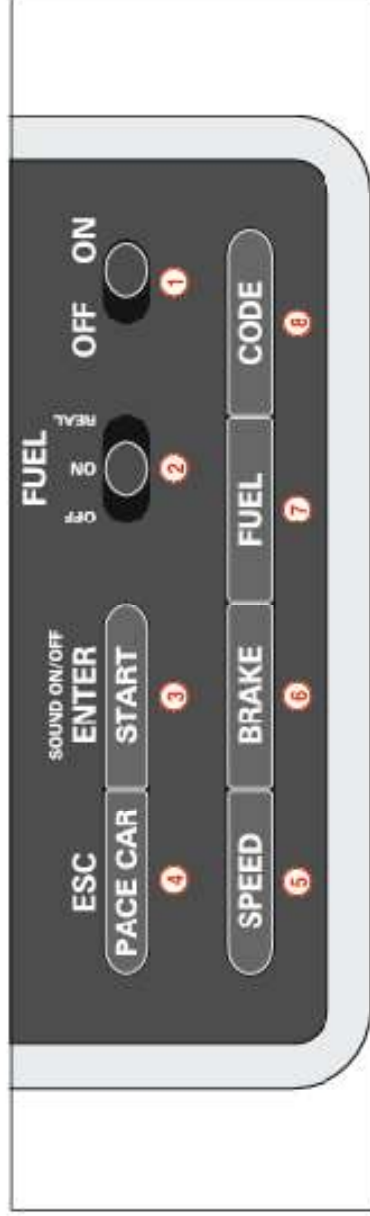 FUEL
SOUND ON/OFF
OFF ON REAL
ESC ENTER OFF ON
PACE CAR START
4 3 2 1
SPEED BRAKE FUEL CODE
5 6 7 8